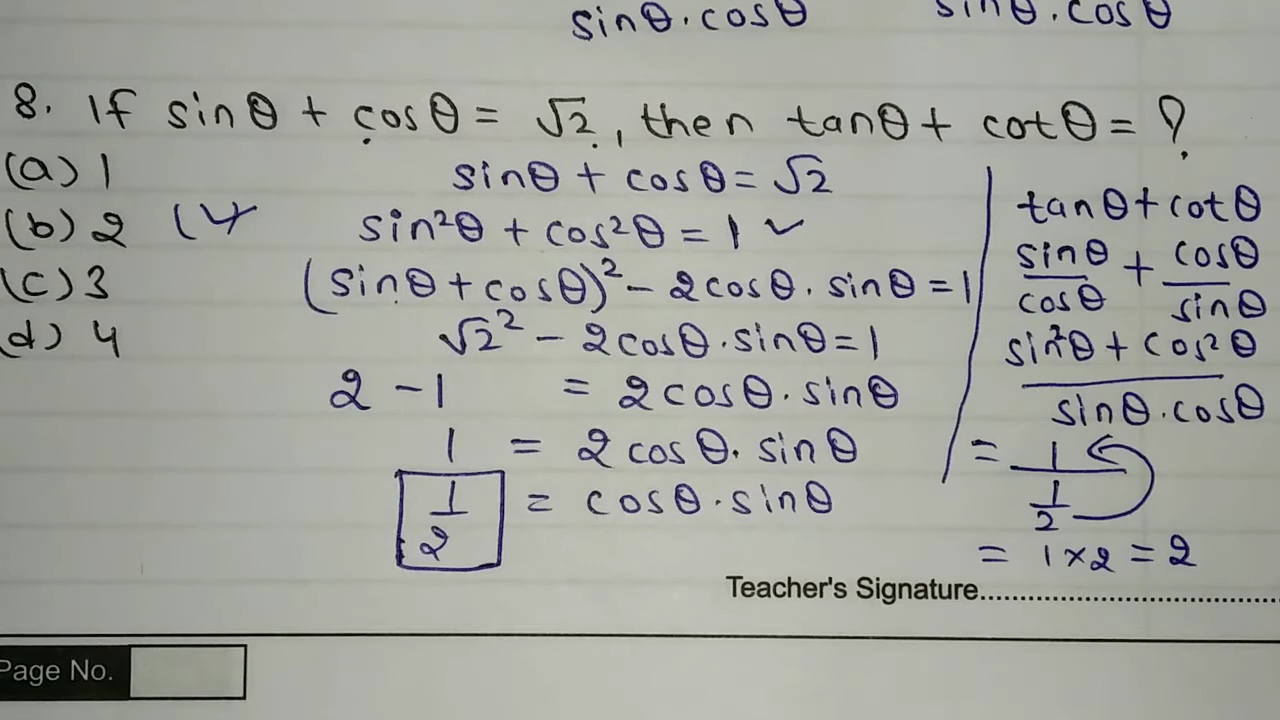 sinθ.cosθ sinθ.cosθ
8. If sinθ + cosθ = √2, then tanθ + cotθ = ?
(a) 1
(b) 2
(c) 3
(d) 4
sinθ + cosθ = √2
sin²θ + cos²θ = 1 ✓
(sinθ + cosθ)² - 2cosθ.sinθ = 1
√2² - 2cosθ.sinθ = 1
2 - 1 = 2cosθ.sinθ
1 = 2cosθ.sinθ
1/2 = cosθ.sinθ
tanθ + cotθ
sinθ/cosθ + cosθ/sinθ
sin²θ + cos²θ
sinθ.cosθ
= 1
1/2
= 1×2 = 2
Teacher's Signature..........................................
Page No.